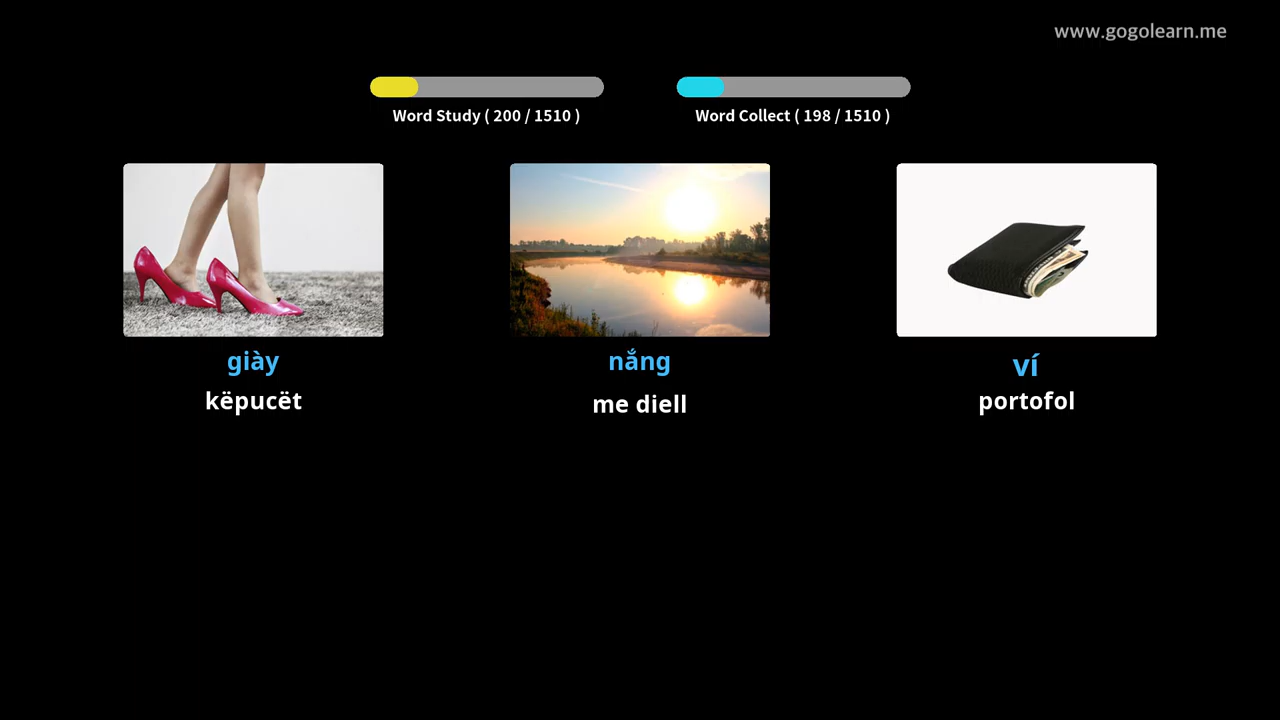 www.gogolearn.me
Word Study ( 200 / 1510 )
Word Collect ( 198 / 1510 )
giày
këpucët
nắng
me diell
ví
portofol